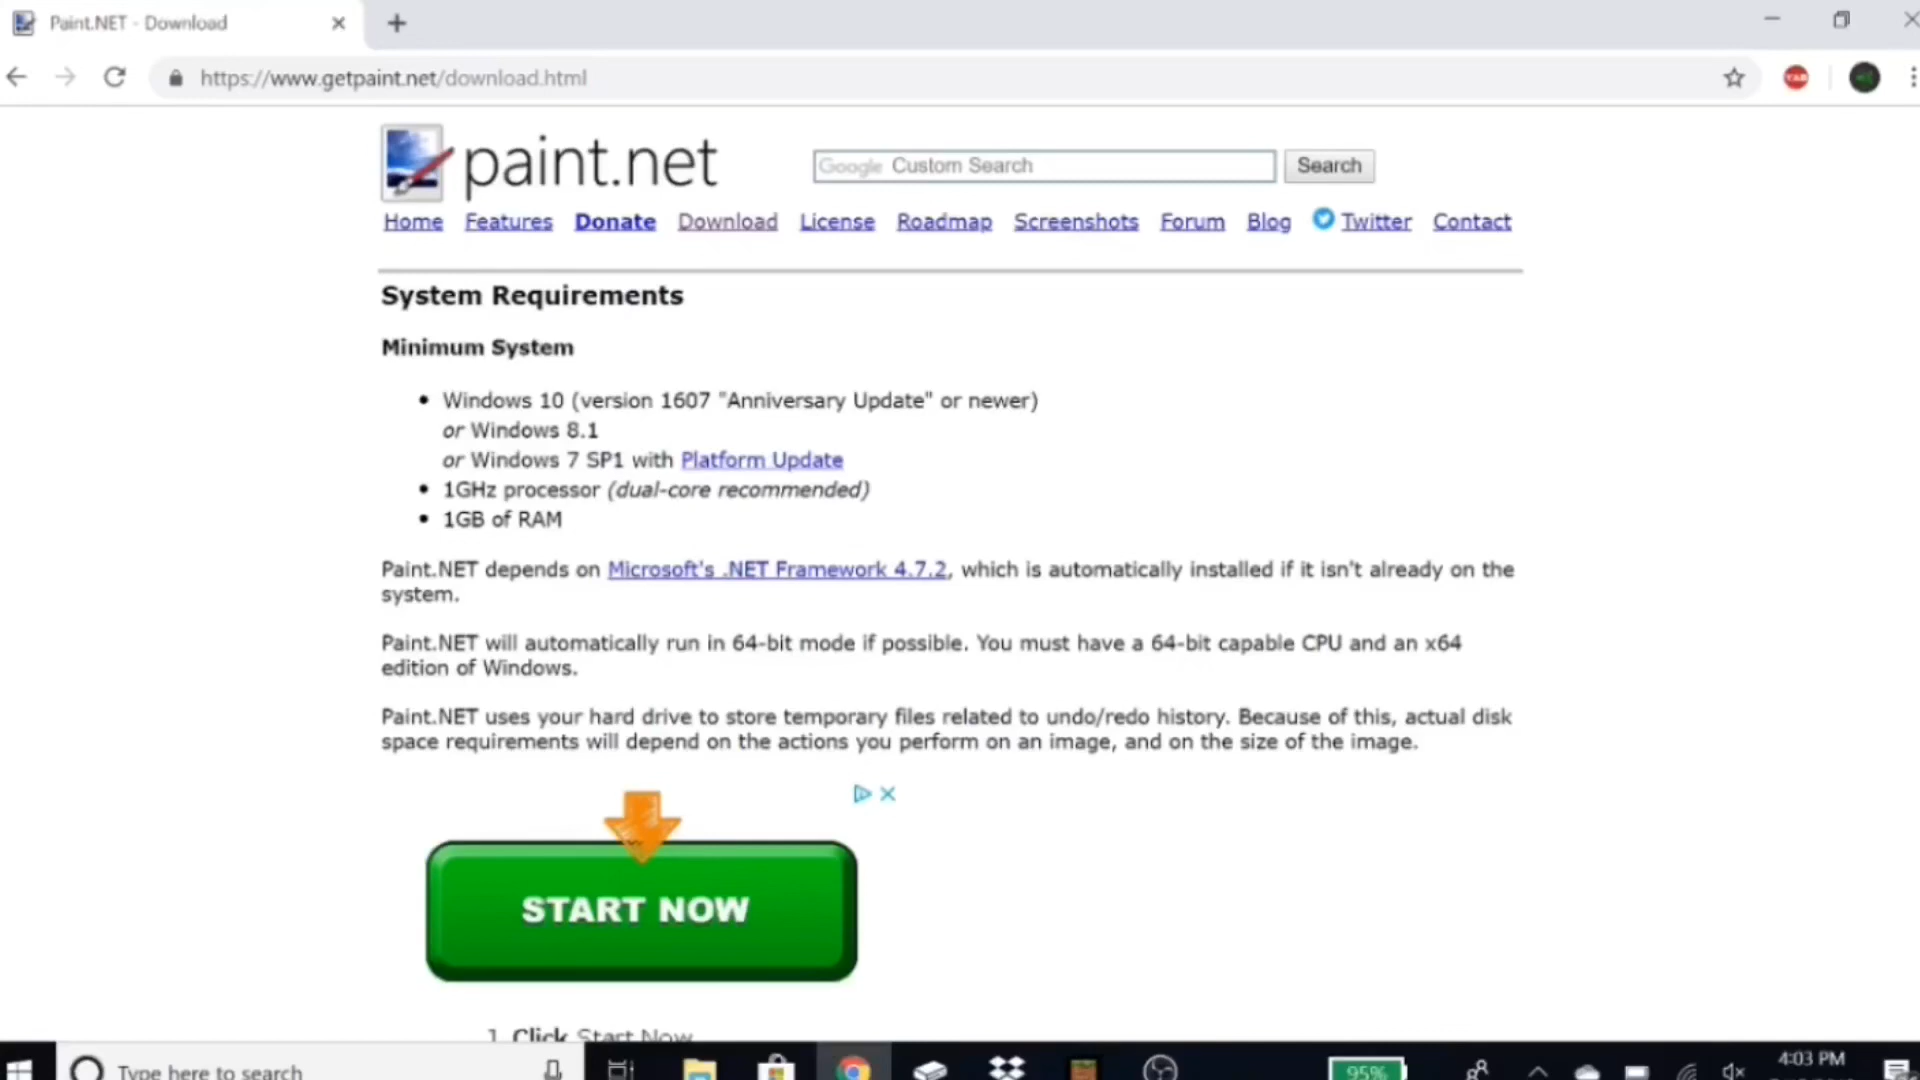 Paint.NET - Download
https://www.getpaint.net/download.html
paint.net
Google Custom Search
Search
Home Features Donate Download License Roadmap Screenshots Forum Blog Twitter Contact
System Requirements
Minimum System
Windows 10 (version 1607 "Anniversary Update" or newer)
or Windows 8.1
or Windows 7 SP1 with Platform Update
1GHz processor (dual-core recommended)
1GB of RAM
Paint.NET depends on Microsoft's .NET Framework 4.7.2, which is automatically installed if it isn't already on the
system.
Paint.NET will automatically run in 64-bit mode if possible. You must have a 64-bit capable CPU and an x64
edition of Windows.
Paint.NET uses your hard drive to store temporary files related to undo/redo history. Because of this, actual disk
space requirements will depend on the actions you perform on an image, and on the size of the image.
START NOW
1. Click Start Now
Type here to search
95%
4:03 PM